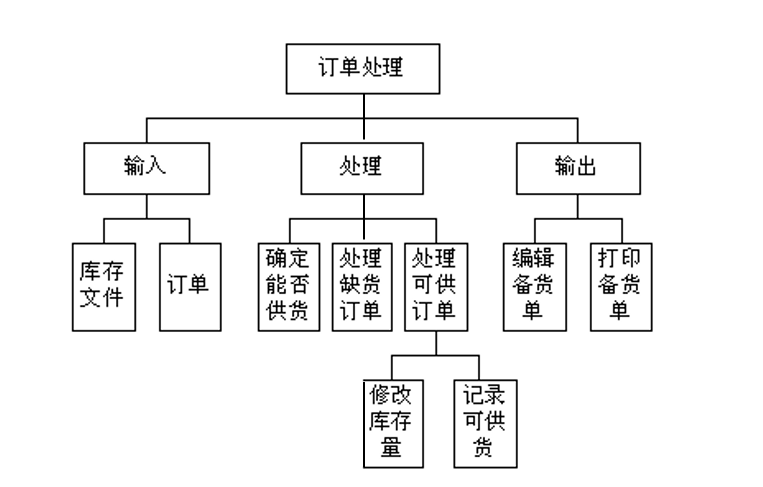 订单处理
输入
处理
输出
库存
文件
订单
确定
能否
供货
处理
缺货
订单
处理
可供
订单
编辑
备货
单
打印
备货
单
修改
库存
量
记录
可供
货